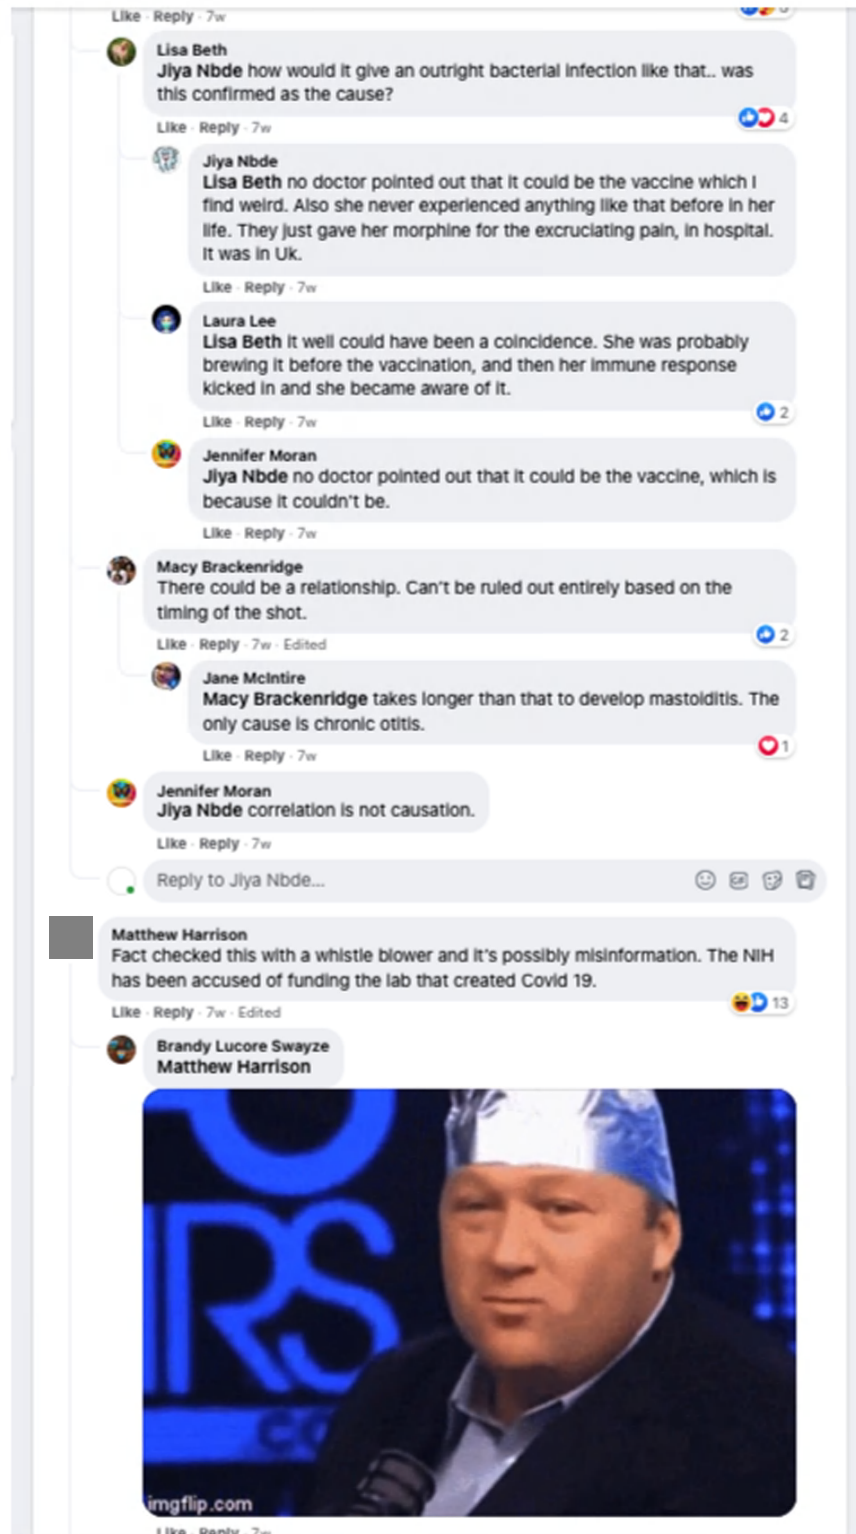 Like · Reply · 7w
Lisa Beth
Jiya Nbde how would it give an outright bacterial infection like that.. was
this confirmed as the cause?
4
Like · Reply · 7w
Jiya Nbde
Lisa Beth no doctor pointed out that it could be the vaccine which I
find weird. Also she never experienced anything like that before in her
life. They just gave her morphine for the excruciating pain, in hospital.
It was in Uk.
Like · Reply · 7w
Laura Lee
Lisa Beth it well could have been a coincidence. She was probably
brewing it before the vaccination, and then her immune response
kicked in and she became aware of it.
2
Like · Reply · 7w
Jennifer Moran
Jiya Nbde no doctor pointed out that it could be the vaccine, which is
because it couldn't be.
Like · Reply · 7w
Macy Brackenridge
There could be a relationship. Can't be ruled out entirely based on the
timing of the shot.
2
Like · Reply · 7w · Edited
Jane McIntire
Macy Brackenridge takes longer than that to develop mastoiditis. The
only cause is chronic otitis.
1
Like · Reply · 7w
Jennifer Moran
Jiya Nbde correlation is not causation.
Like · Reply · 7w
Reply to Jiya Nbde...
GIF
Matthew Harrison
Fact checked this with a whistle blower and it's possibly misinformation. The NIH
has been accused of funding the lab that created Covid 19.
13
Like · Reply · 7w · Edited
Brandy Lucore Swayze
Matthew Harrison
O
RS
CO
imgflip.com
Like · Reply · 7w